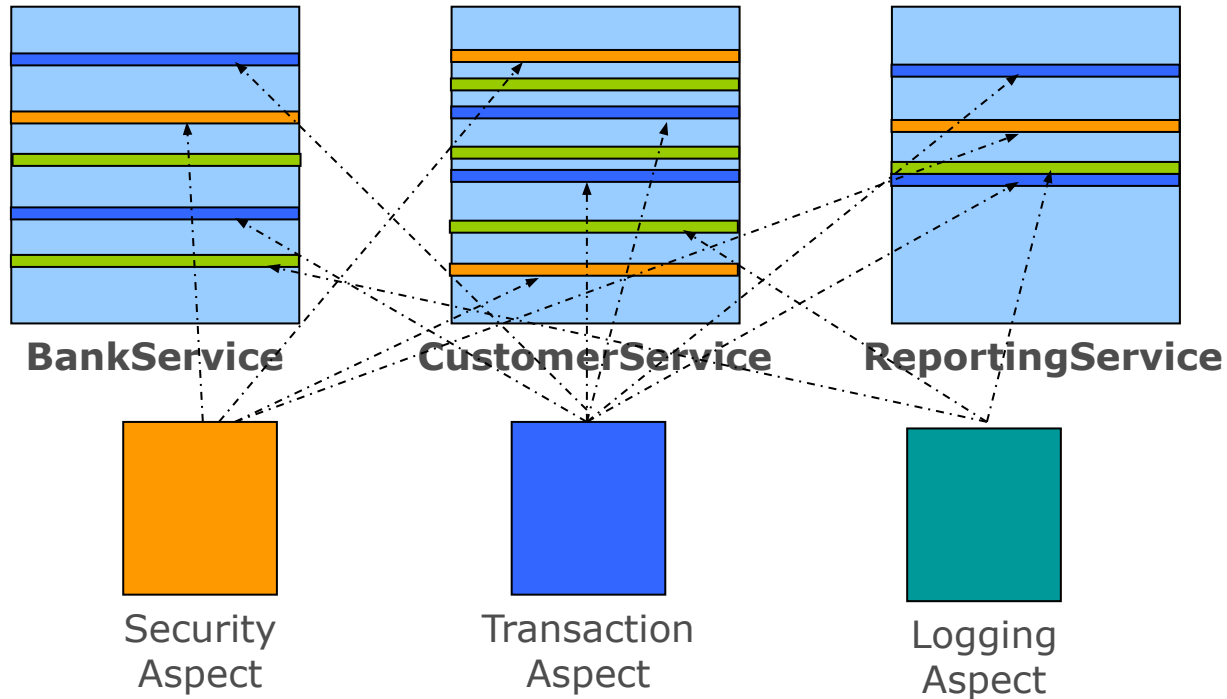 BankService
CustomerService
ReportingService
Security
Aspect
Transaction
Aspect
Logging
Aspect